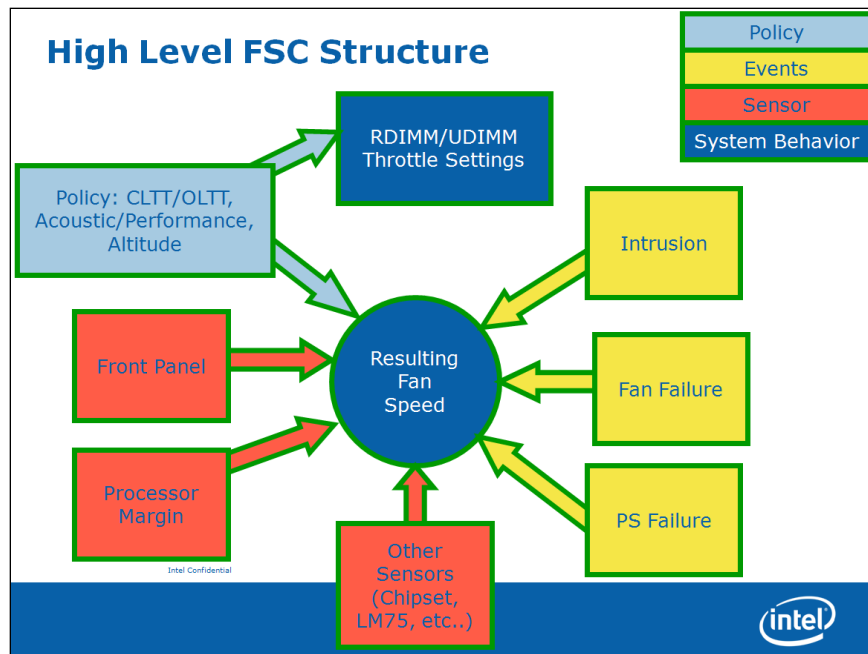 High Level FSC Structure
Policy
Events
Sensor
System Behavior
RDIMM/UDIMM
Throttle Settings
Policy: CLTT/OLTT,
Acoustic/Performance,
Altitude
Intrusion
Front Panel
Resulting
Fan
Speed
Fan Failure
Processor
Margin
PS Failure
Other
Sensors
(Chipset,
LM75, etc..)
Intel Confidential
intel